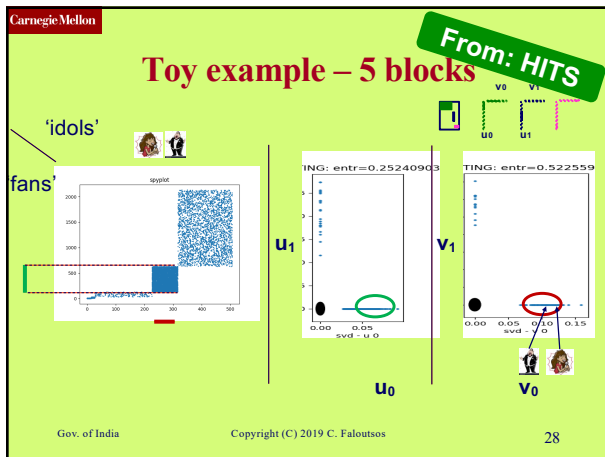 Carnegie Mellon
From: HITS
Toy example – 5 blocks
v0 v1
u0 u1
'idols'
'fans'
spyplot
2000
1500
1000
500
0
0 100 200 300 400 500
TING: entr=0.25240903
u1
0.00 0.05
svd - u 0
u0
TING: entr=0.522559
v1
0.00 0.05 0.10 0.15
svd - v 0
v0
Gov. of India
Copyright (C) 2019 C. Faloutsos
28